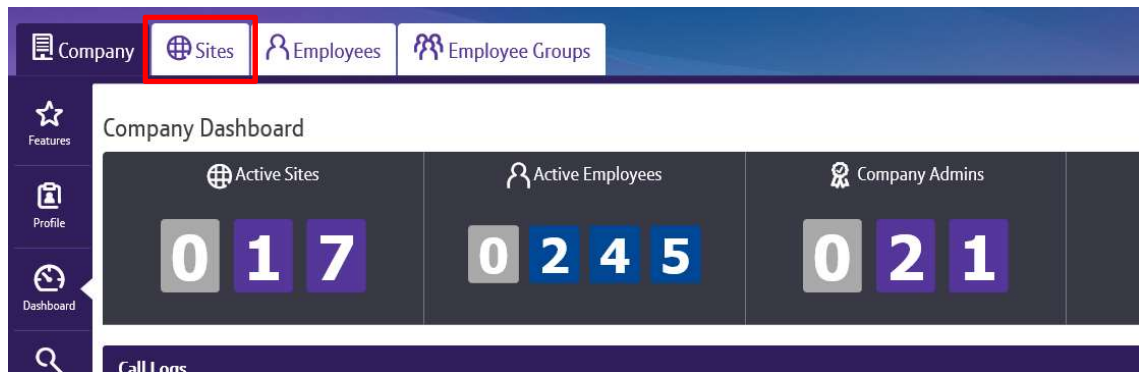 Company Sites Employees Employee Groups
Features
Company Dashboard
Active Sites Active Employees Company Admins
Profile
0 1 7 0 2 4 5 0 2 1
Dashboard
Call Logs